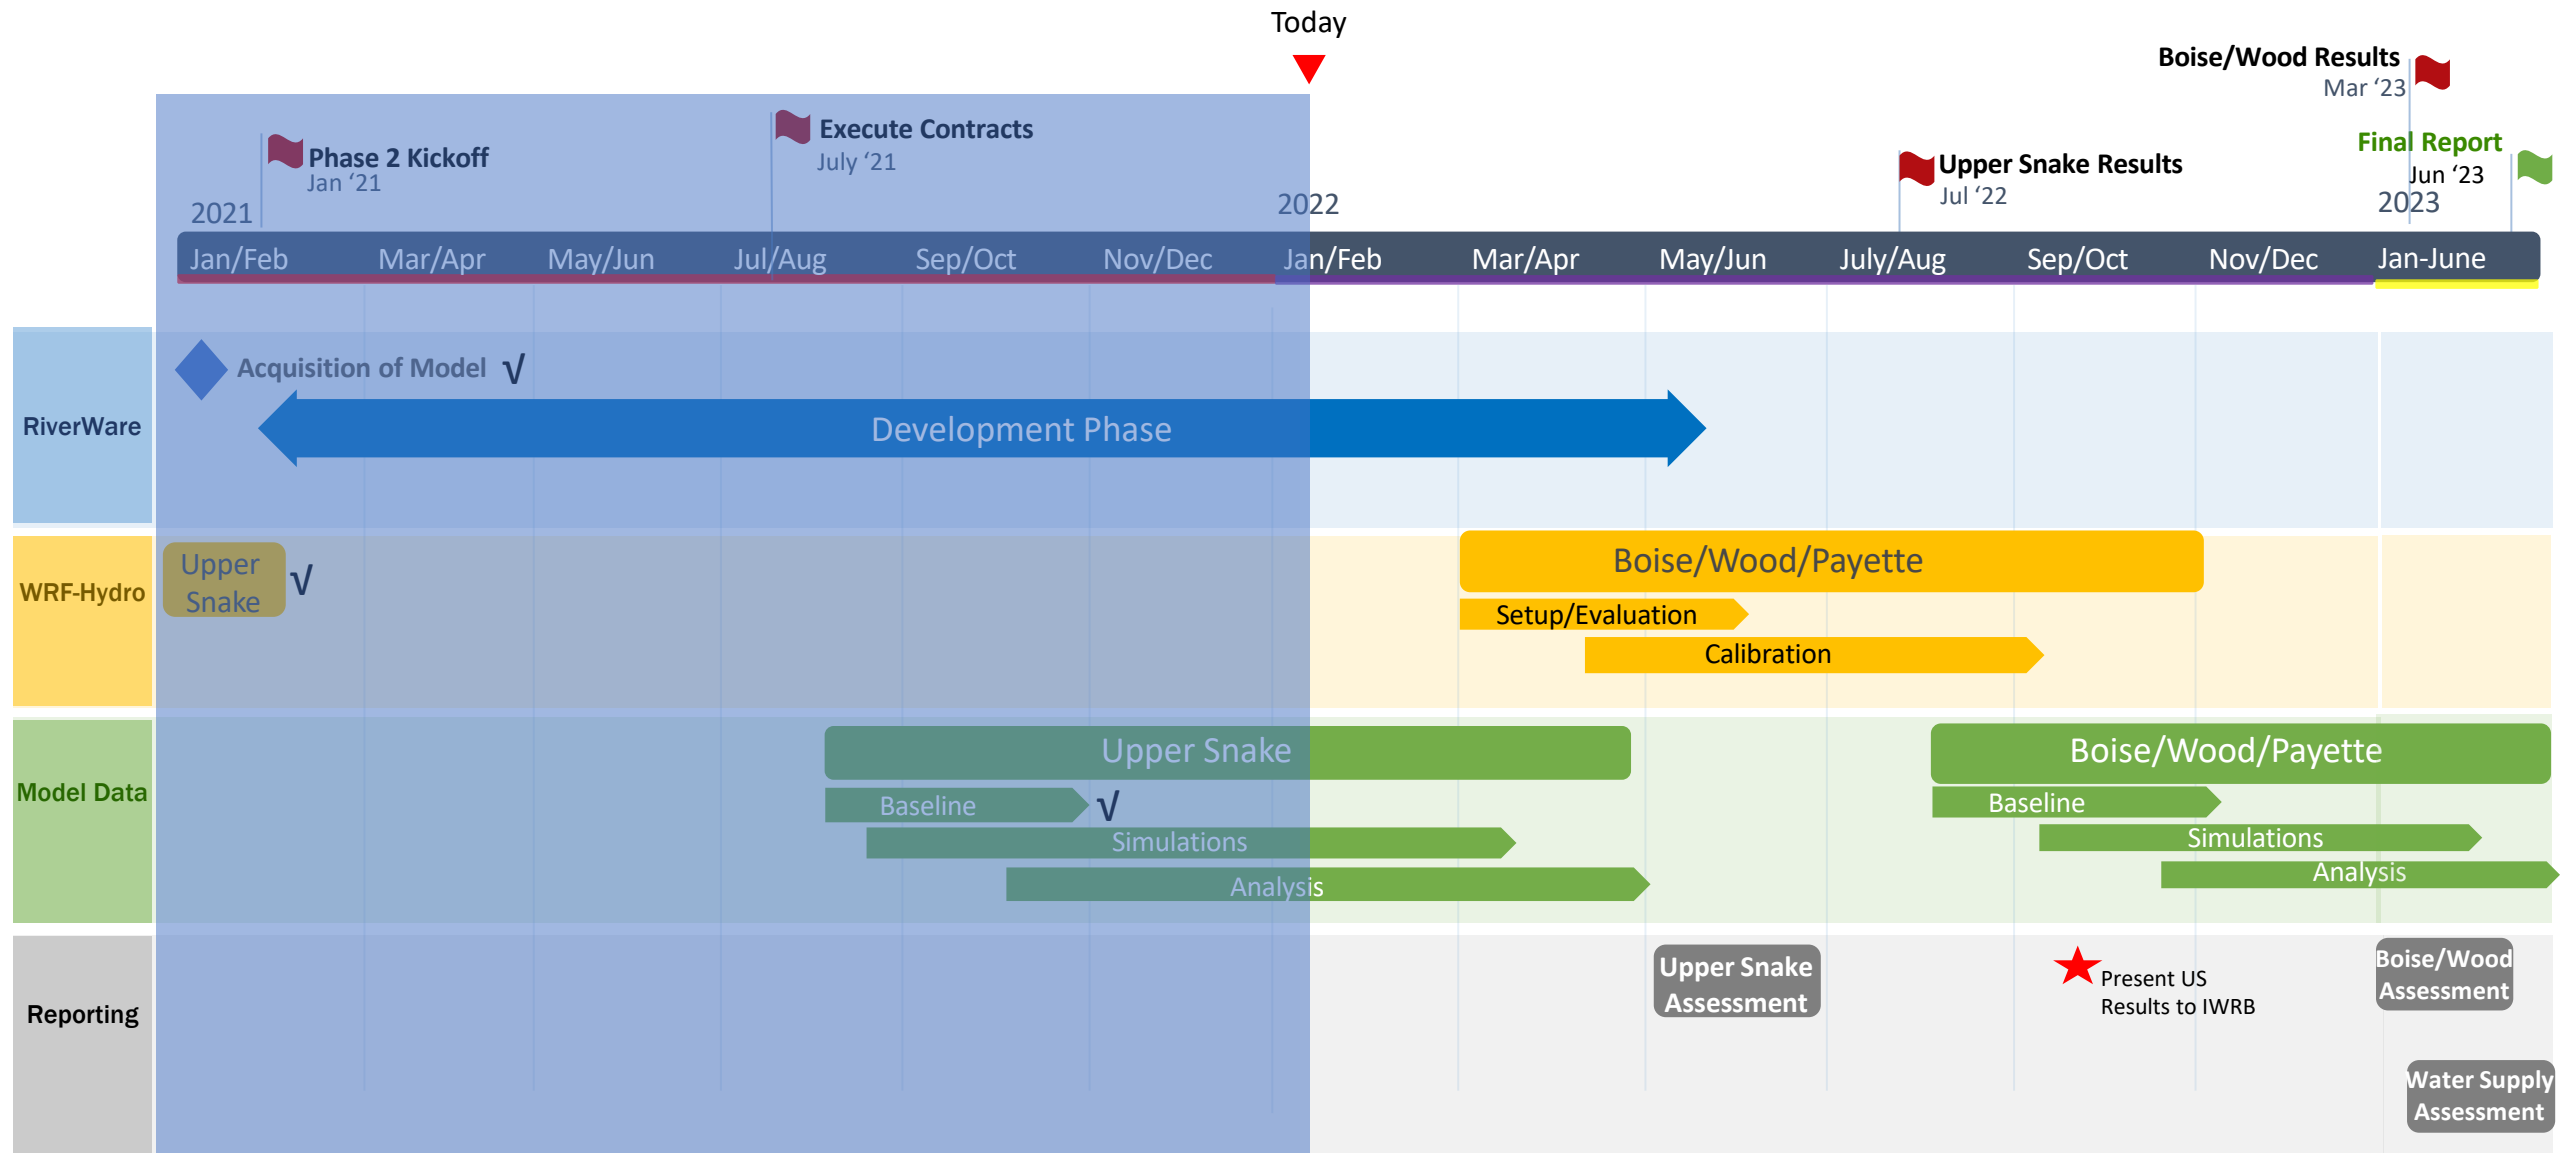 Today
Boise/Wood Results
Mar ‘23
Execute Contracts
July ‘21
Phase 2 Kickoff
Jan ‘21
Upper Snake Results
Jul ‘22
Final Report
Jun ‘23
2021
2022
2023
Jan/Feb
Mar/Apr
May/Jun
Jul/Aug
Sep/Oct
Nov/Dec
Jan/Feb
Mar/Apr
May/Jun
July/Aug
Sep/Oct
Nov/Dec
Jan-June
RiverWare
Acquisition of Model √
Development Phase
WRF-Hydro
Upper
Snake
√
Boise/Wood/Payette
Setup/Evaluation
Calibration
Model Data
Upper Snake
Baseline √
Simulations
Analysis
Boise/Wood/Payette
Baseline
Simulations
Analysis
Reporting
Upper Snake
Assessment
Present US
Results to IWRB
Boise/Wood
Assessment
Water Supply
Assessment